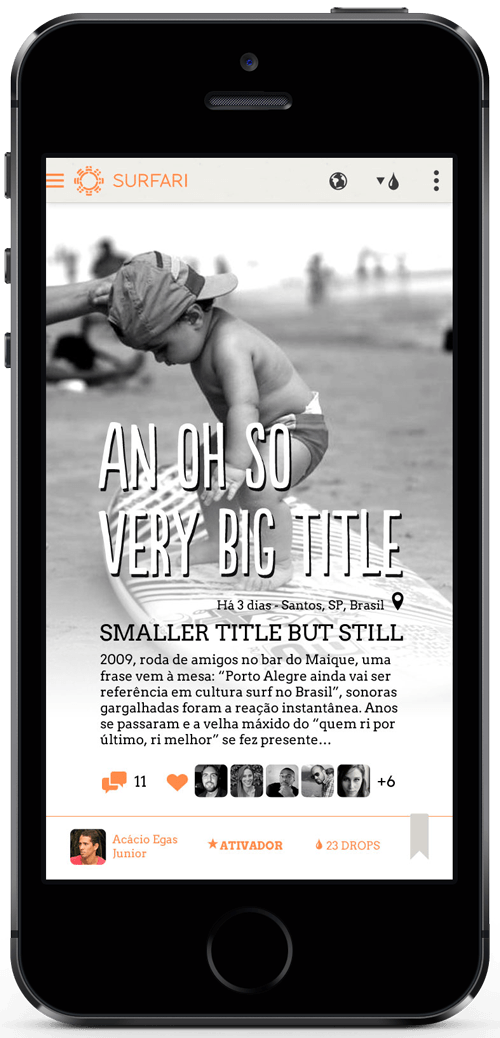 SURFARI
AN OH SO
VERY BIG TITLE
Há 3 dias - Santos, SP, Brasil
SMALLER TITLE BUT STILL
2009, roda de amigos no bar do Maique, uma
frase vem à mesa: “Porto Alegre ainda vai ser
referência em cultura surf no Brasil”, sonoras
gargalhadas foram a reação instantânea. Anos
se passaram e a velha máxido do “quem ri por
último, ri melhor” se fez presente...
11 +6
Acácio Egas
Junior
ATIVADOR
23 DROPS